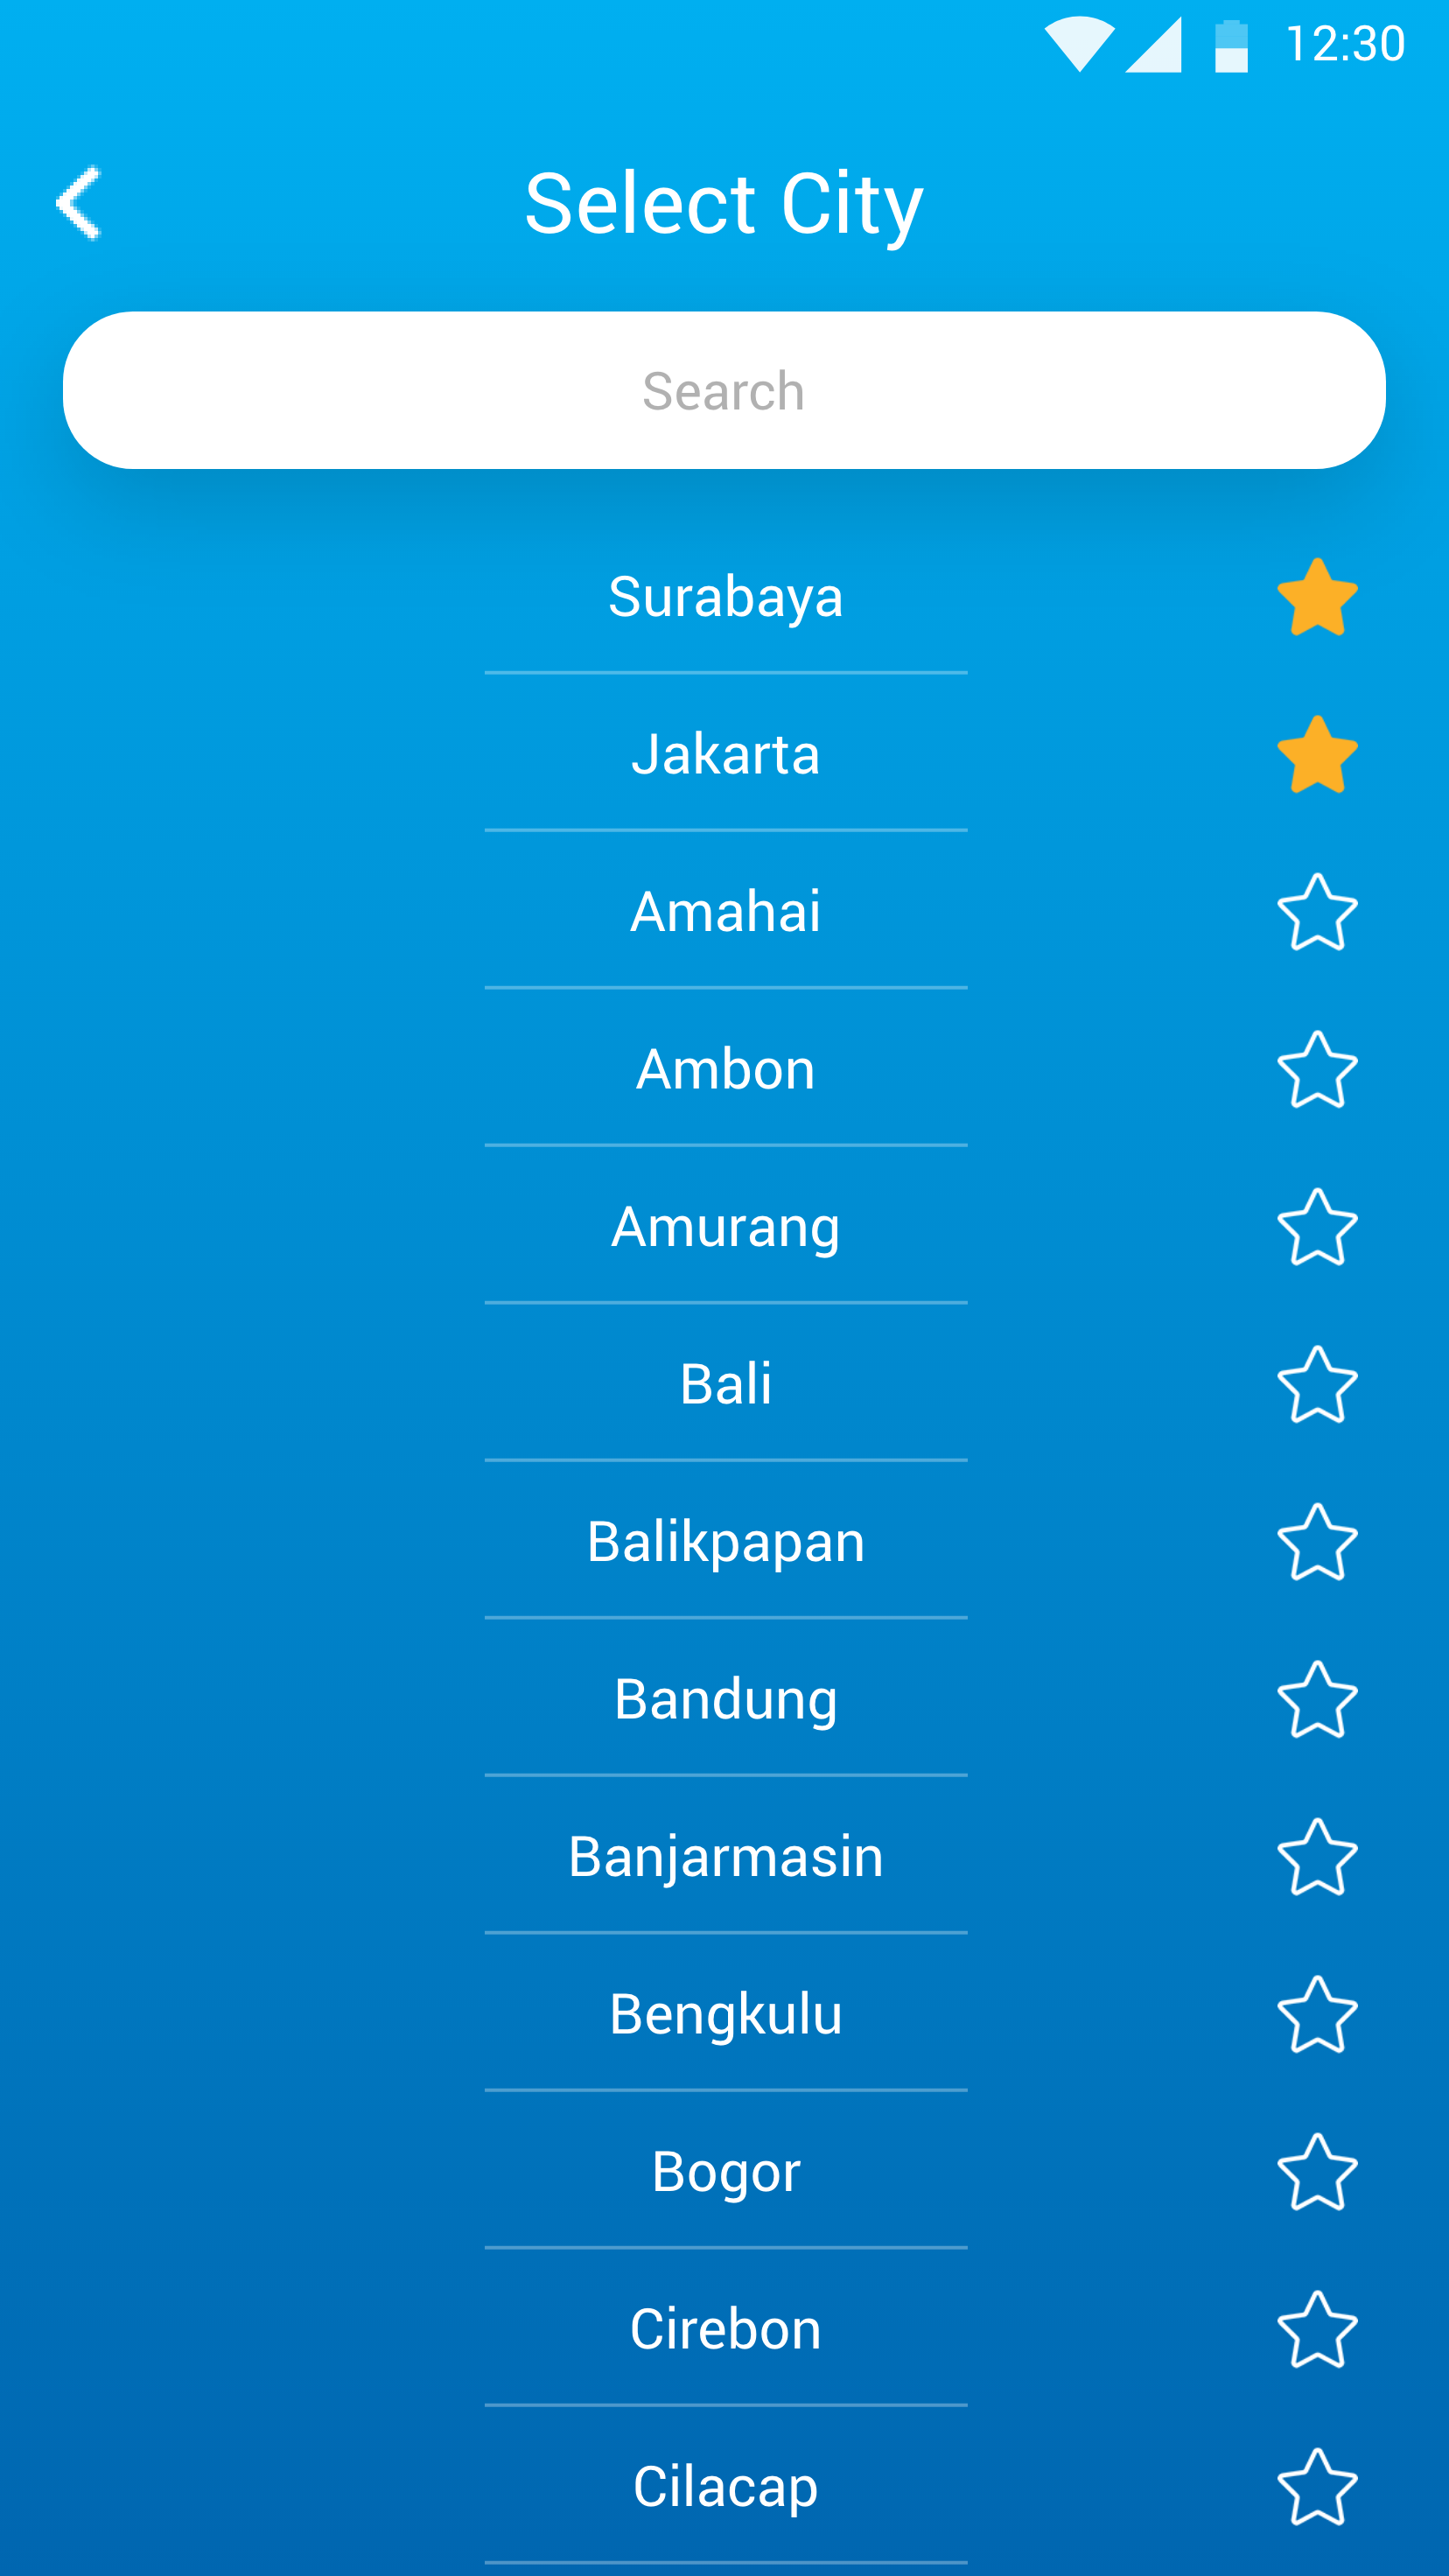 12:30
Select City
Search
Surabaya
Jakarta
Amahai
Ambon
Amurang
Bali
Balikpapan
Bandung
Banjarmasin
Bengkulu
Bogor
Cirebon
Cilacap